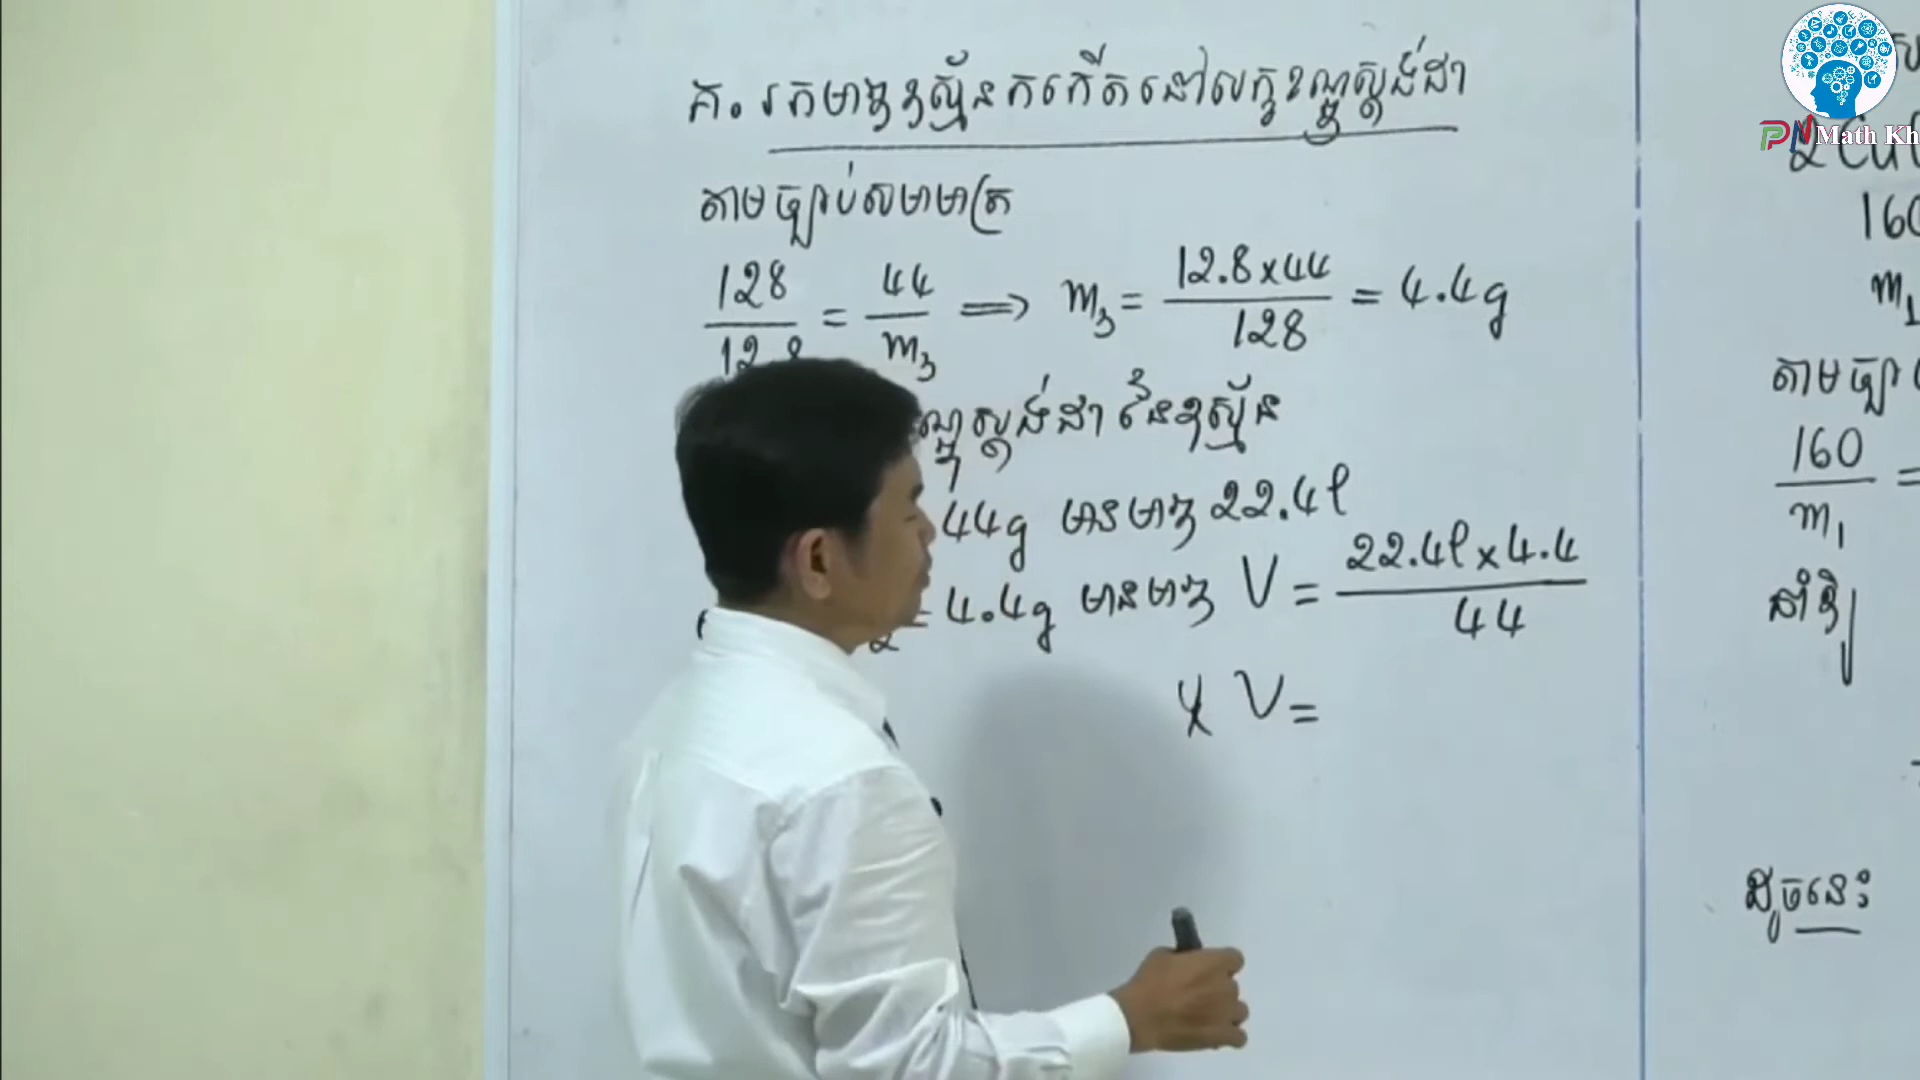 គ. រកមាឌឧស្ម័នកកើតនៅលក្ខខណ្ឌស្តង់ដា
តាមច្បាប់សមាមាត្រ
128/12.8 = 44/m₃ ⟹ m₃ = 12.8x44/128 = 4.4g
ណ្ឌស្តង់ដា នៃឧស្ម័ន
44g មានមាឌ 22.4l
= 4.4g មានមាឌ V = 22.4l x 4.4/44
V =
PN Math Kh
160
m₁
តាមច្បា
160/m₁ =
នាំឱ្យ
ដូចនេះ